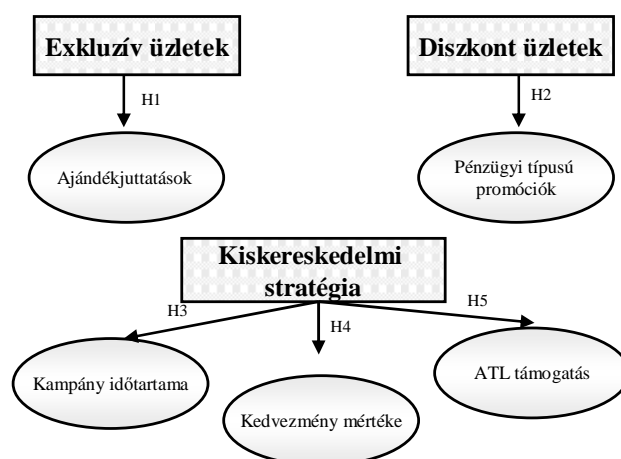 Exkluzív üzletek
Diszkont üzletek
H1
H2
Ajándékjuttatások
Pénzügyi típusú
promóciók
Kiskereskedelmi
stratégia
H3
H4
H5
Kampány időtartama
Kedvezmény mértéke
ATL támogatás